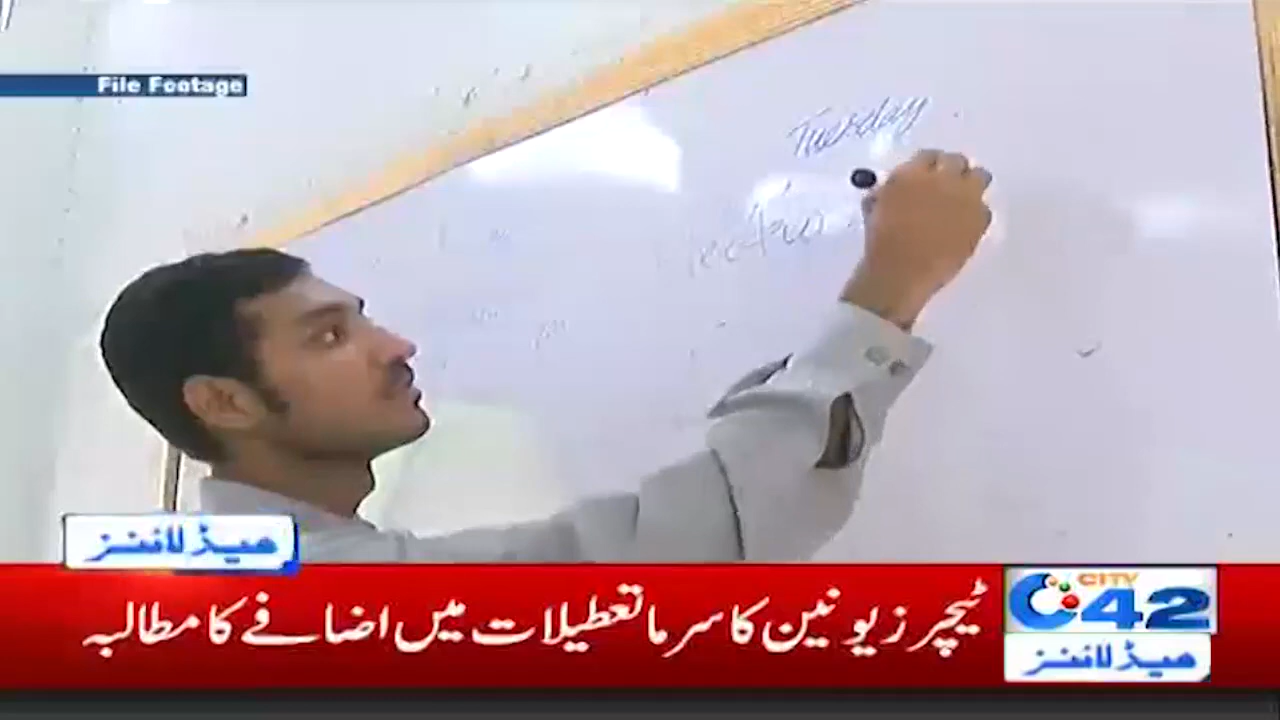 File Footage
Tuesday
ہیڈلائنز
ٹیچرز یونین کا سرما تعطیلات میں اضافے کا مطالبہ
CITY
42
ہیڈلائنز